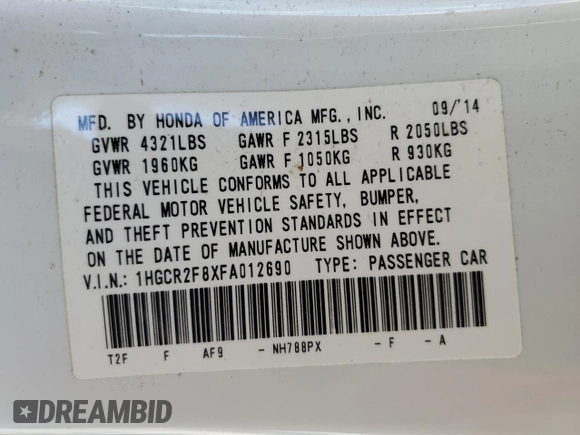 MFD. BY HONDA OF AMERICA MFG., INC. 09/'14
GVWR 4321LBS GAWR F 2315LBS R 2050LBS
GVWR 1960KG GAWR F 1050KG R 930KG
THIS VEHICLE CONFORMS TO ALL APPLICABLE
FEDERAL MOTOR VEHICLE SAFETY, BUMPER,
AND THEFT PREVENTION STANDARDS IN EFFECT
ON THE DATE OF MANUFACTURE SHOWN ABOVE.
V.I.N.: 1HGCR2F8XFA012690 TYPE: PASSENGER CAR
T2F F AF9 - NH788PX - F - A
DREAMBID